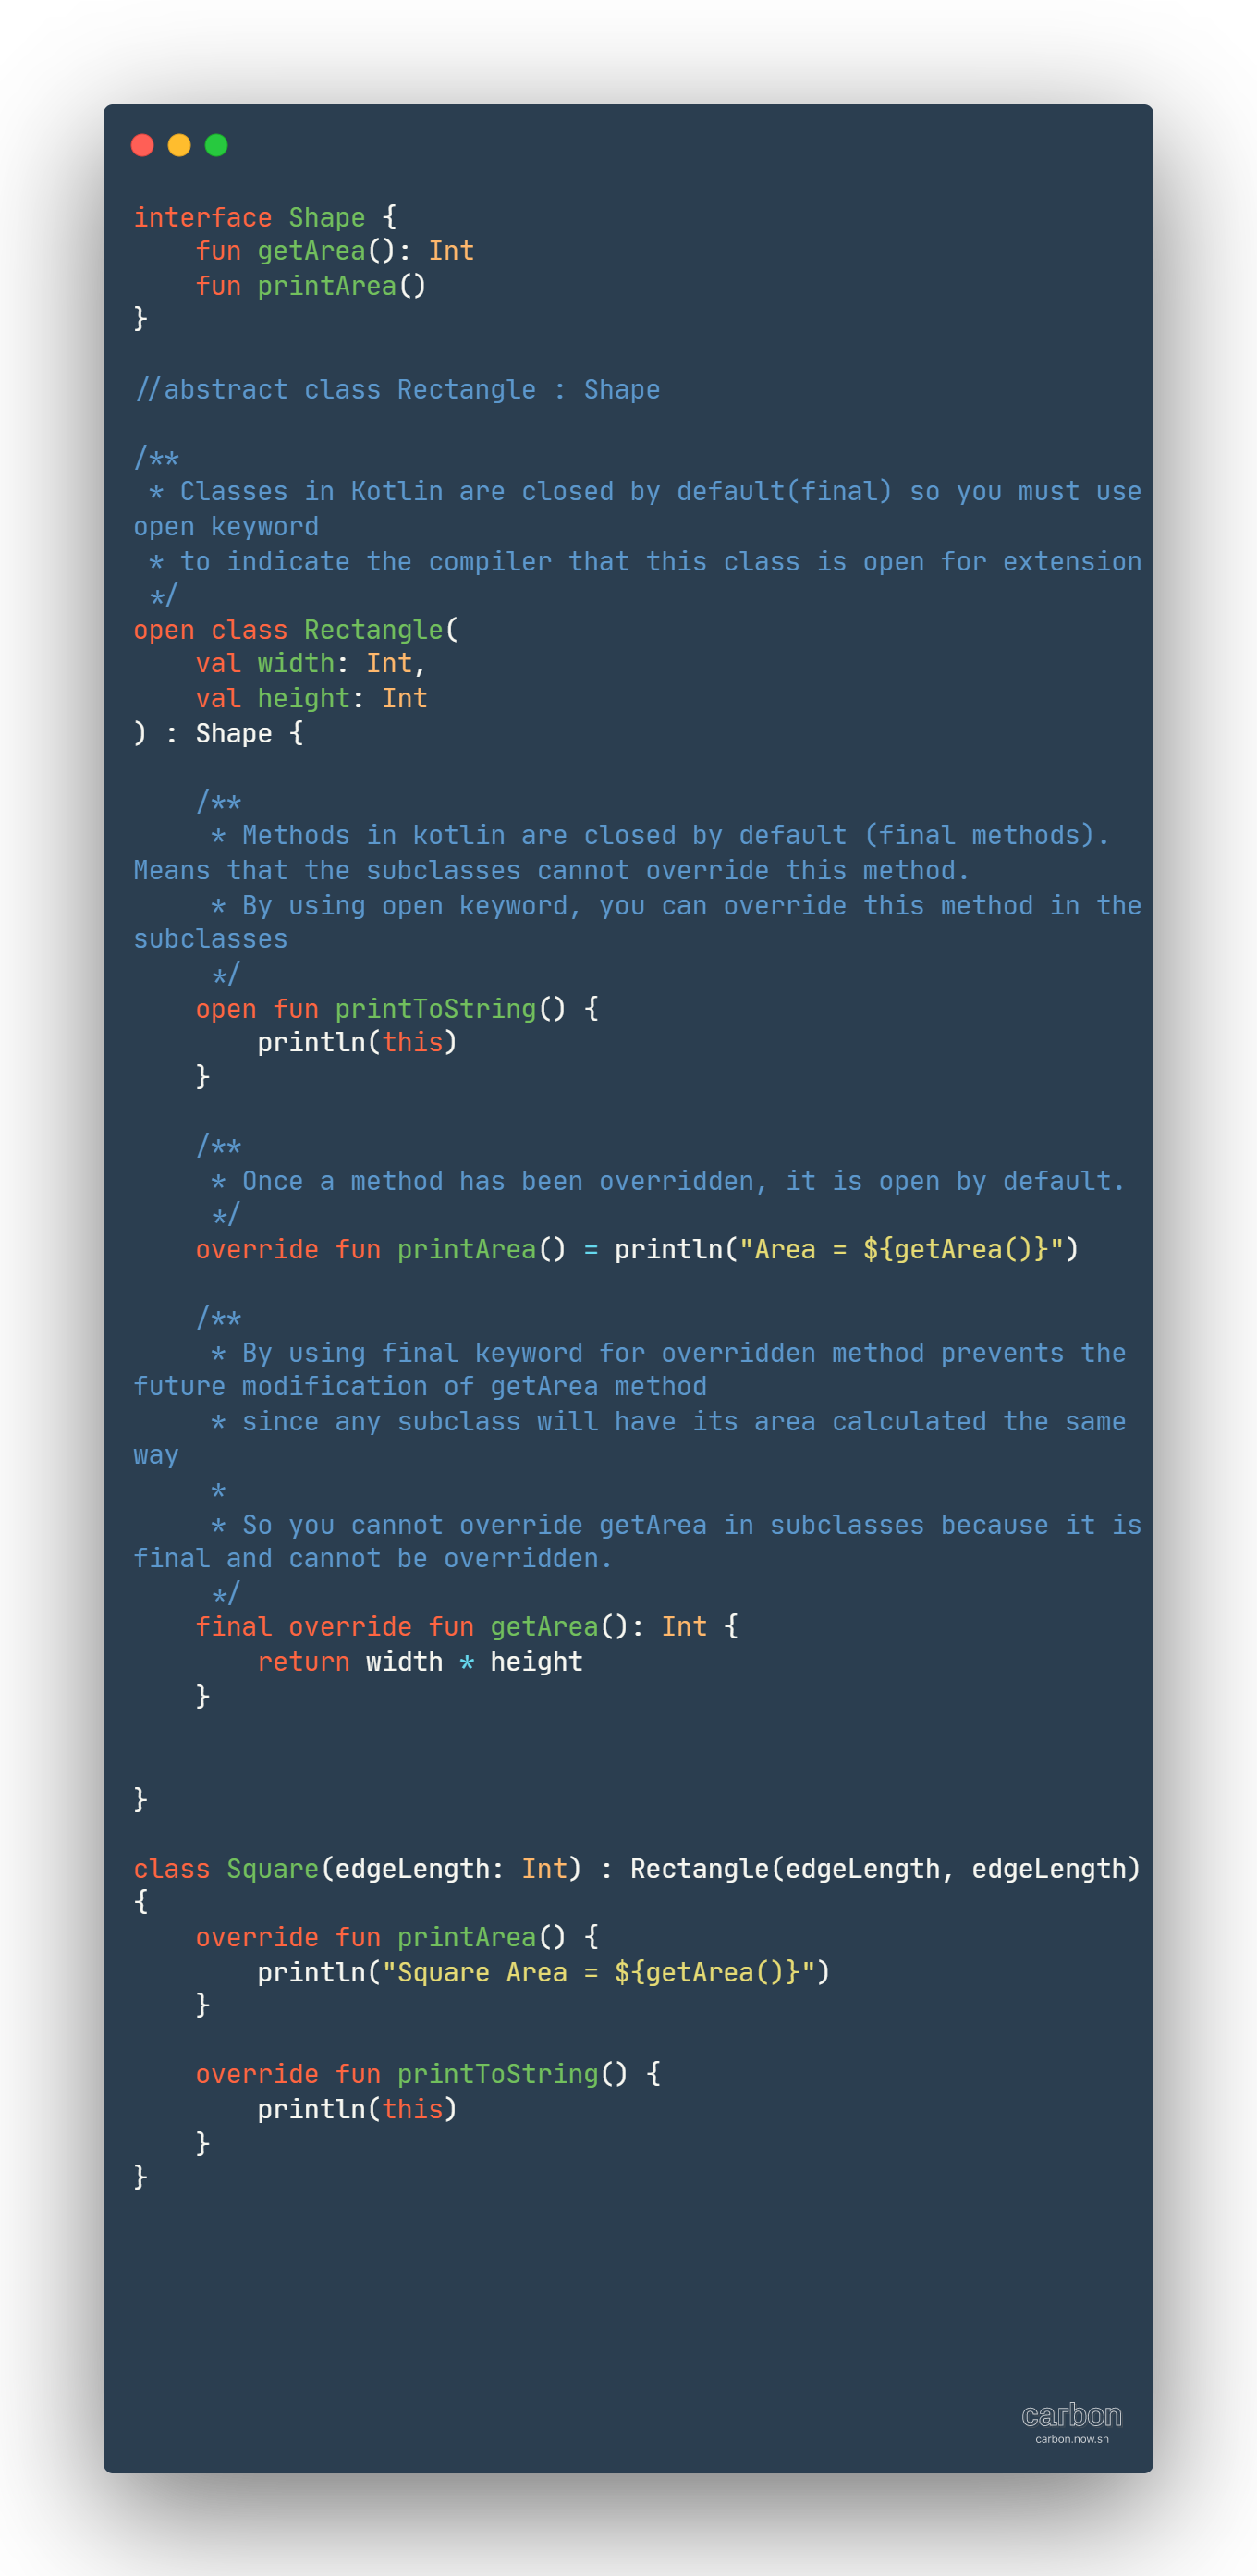 interface Shape {
    fun getArea(): Int
    fun printArea()
}

//abstract class Rectangle : Shape

/**
 * Classes in Kotlin are closed by default(final) so you must use
open keyword
 * to indicate the compiler that this class is open for extension
 */
open class Rectangle(
    val width: Int,
    val height: Int
) : Shape {

    /**
     * Methods in kotlin are closed by default (final methods).
Means that the subclasses cannot override this method.
     * By using open keyword, you can override this method in the
subclasses
     */
    open fun printToString() {
        println(this)
    }

    /**
     * Once a method has been overridden, it is open by default.
     */
    override fun printArea() = println("Area = ${getArea()}")

    /**
     * By using final keyword for overridden method prevents the
future modification of getArea method
     * since any subclass will have its area calculated the same
way
     *
     * So you cannot override getArea in subclasses because it is
final and cannot be overridden.
     */
    final override fun getArea(): Int {
        return width * height
    }


}

class Square(edgeLength: Int) : Rectangle(edgeLength, edgeLength)
{
    override fun printArea() {
        println("Square Area = ${getArea()}")
    }

    override fun printToString() {
        println(this)
    }
}
carbon
carbon.now.sh